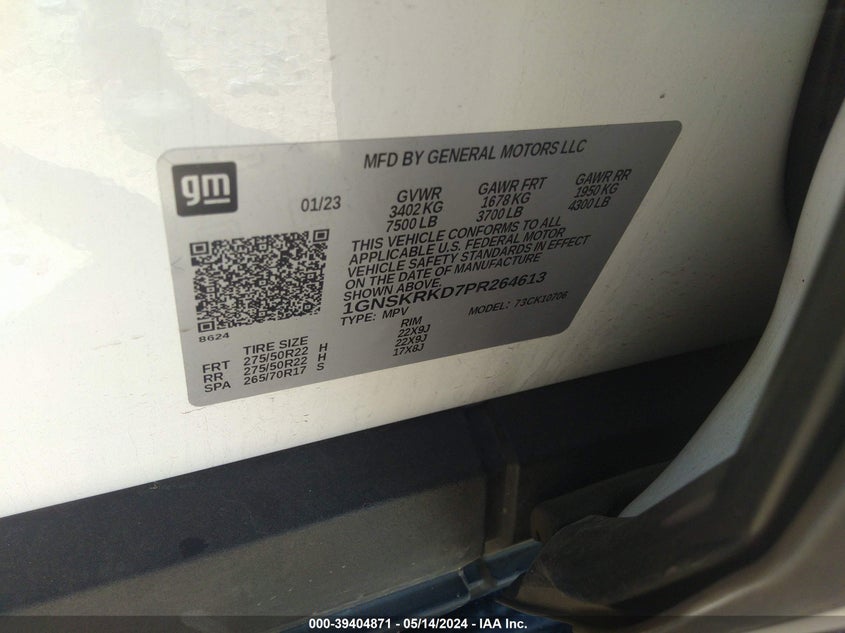 MFD BY GENERAL MOTORS LLC
gm
01/23
GVWR GAWR FRT GAWR RR
3402 KG 1678 KG 1950 KG
7500 LB 3700 LB 4300 LB
THIS VEHICLE CONFORMS TO ALL
APPLICABLE U.S. FEDERAL MOTOR
VEHICLE SAFETY STANDARDS IN EFFECT
ON THE DATE OF MANUFACTURE
SHOWN ABOVE.
1GNSKRKD7PR264613
TYPE: MPV MODEL: 73CK10706
8624
TIRE SIZE RIM
FRT 275/50R22 H 22X9J
RR 275/50R22 H 22X9J
SPA 265/70R17 S 17X8J
000-39404871 - 05/14/2024 - IAA Inc.